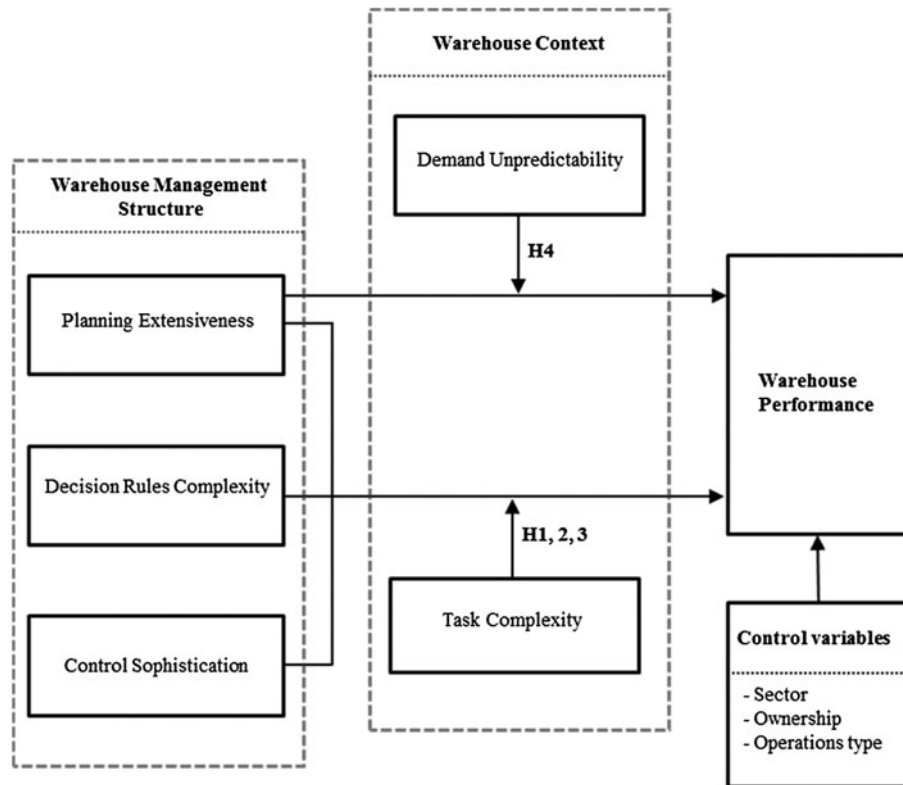 Warehouse Context
Demand Unpredictability
H4
Warehouse Management
Structure
Planning Extensiveness
Decision Rules Complexity
Control Sophistication
H1, 2, 3
Task Complexity
Warehouse
Performance
Control variables
- Sector
- Ownership
- Operations type